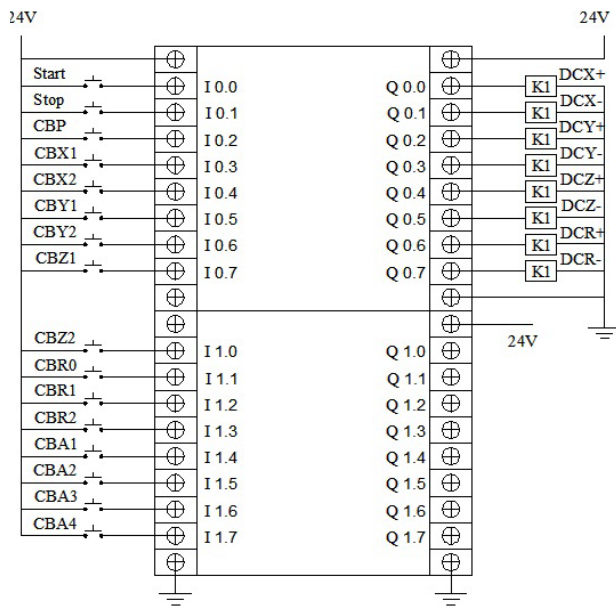 24V 24V
Start I 0.0 Q 0.0 K1 DCX+
Stop I 0.1 Q 0.1 K1 DCX-
CBP I 0.2 Q 0.2 K1 DCY+
CBX1 I 0.3 Q 0.3 K1 DCY-
CBX2 I 0.4 Q 0.4 K1 DCZ+
CBY1 I 0.5 Q 0.5 K1 DCZ-
CBY2 I 0.6 Q 0.6 K1 DCR+
CBZ1 I 0.7 Q 0.7 K1 DCR-
24V
CBZ2 I 1.0 Q 1.0
CBR0 I 1.1 Q 1.1
CBR1 I 1.2 Q 1.2
CBR2 I 1.3 Q 1.3
CBA1 I 1.4 Q 1.4
CBA2 I 1.5 Q 1.5
CBA3 I 1.6 Q 1.6
CBA4 I 1.7 Q 1.7